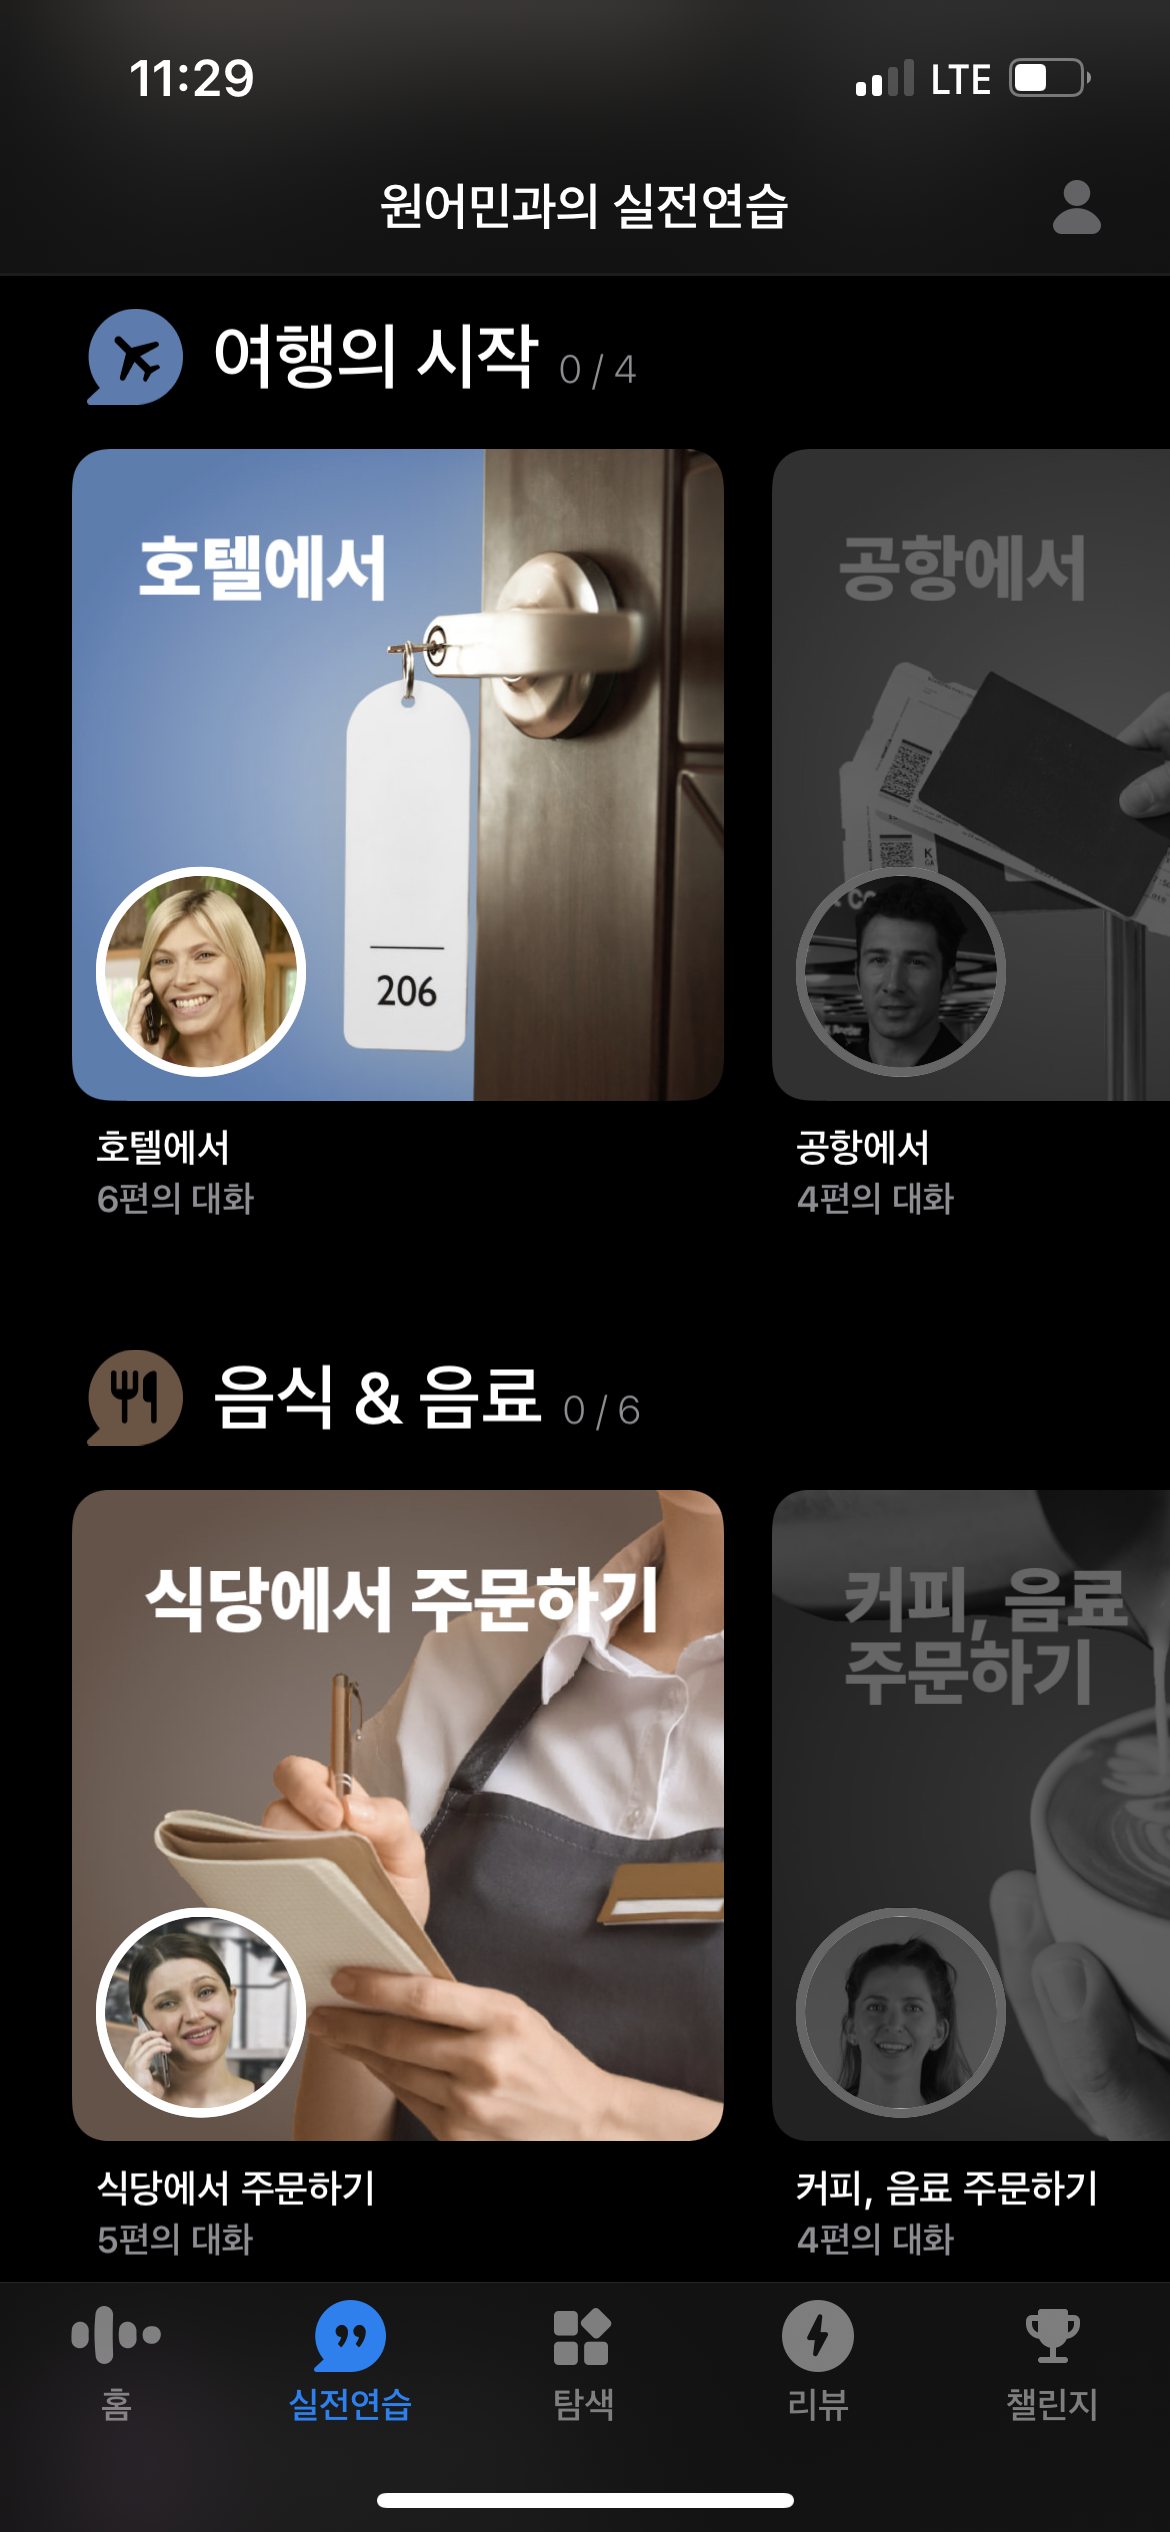 11:29
LTE
원어민과의 실전연습
여행의 시작 0 / 4
호텔에서
공항에서
206
호텔에서
6편의 대화
공항에서
4편의 대화
음식 & 음료 0 / 6
식당에서 주문하기
커피, 음료
주문하기
식당에서 주문하기
5편의 대화
커피, 음료 주문하기
4편의 대화
홈
실전연습
탐색
리뷰
챌린지